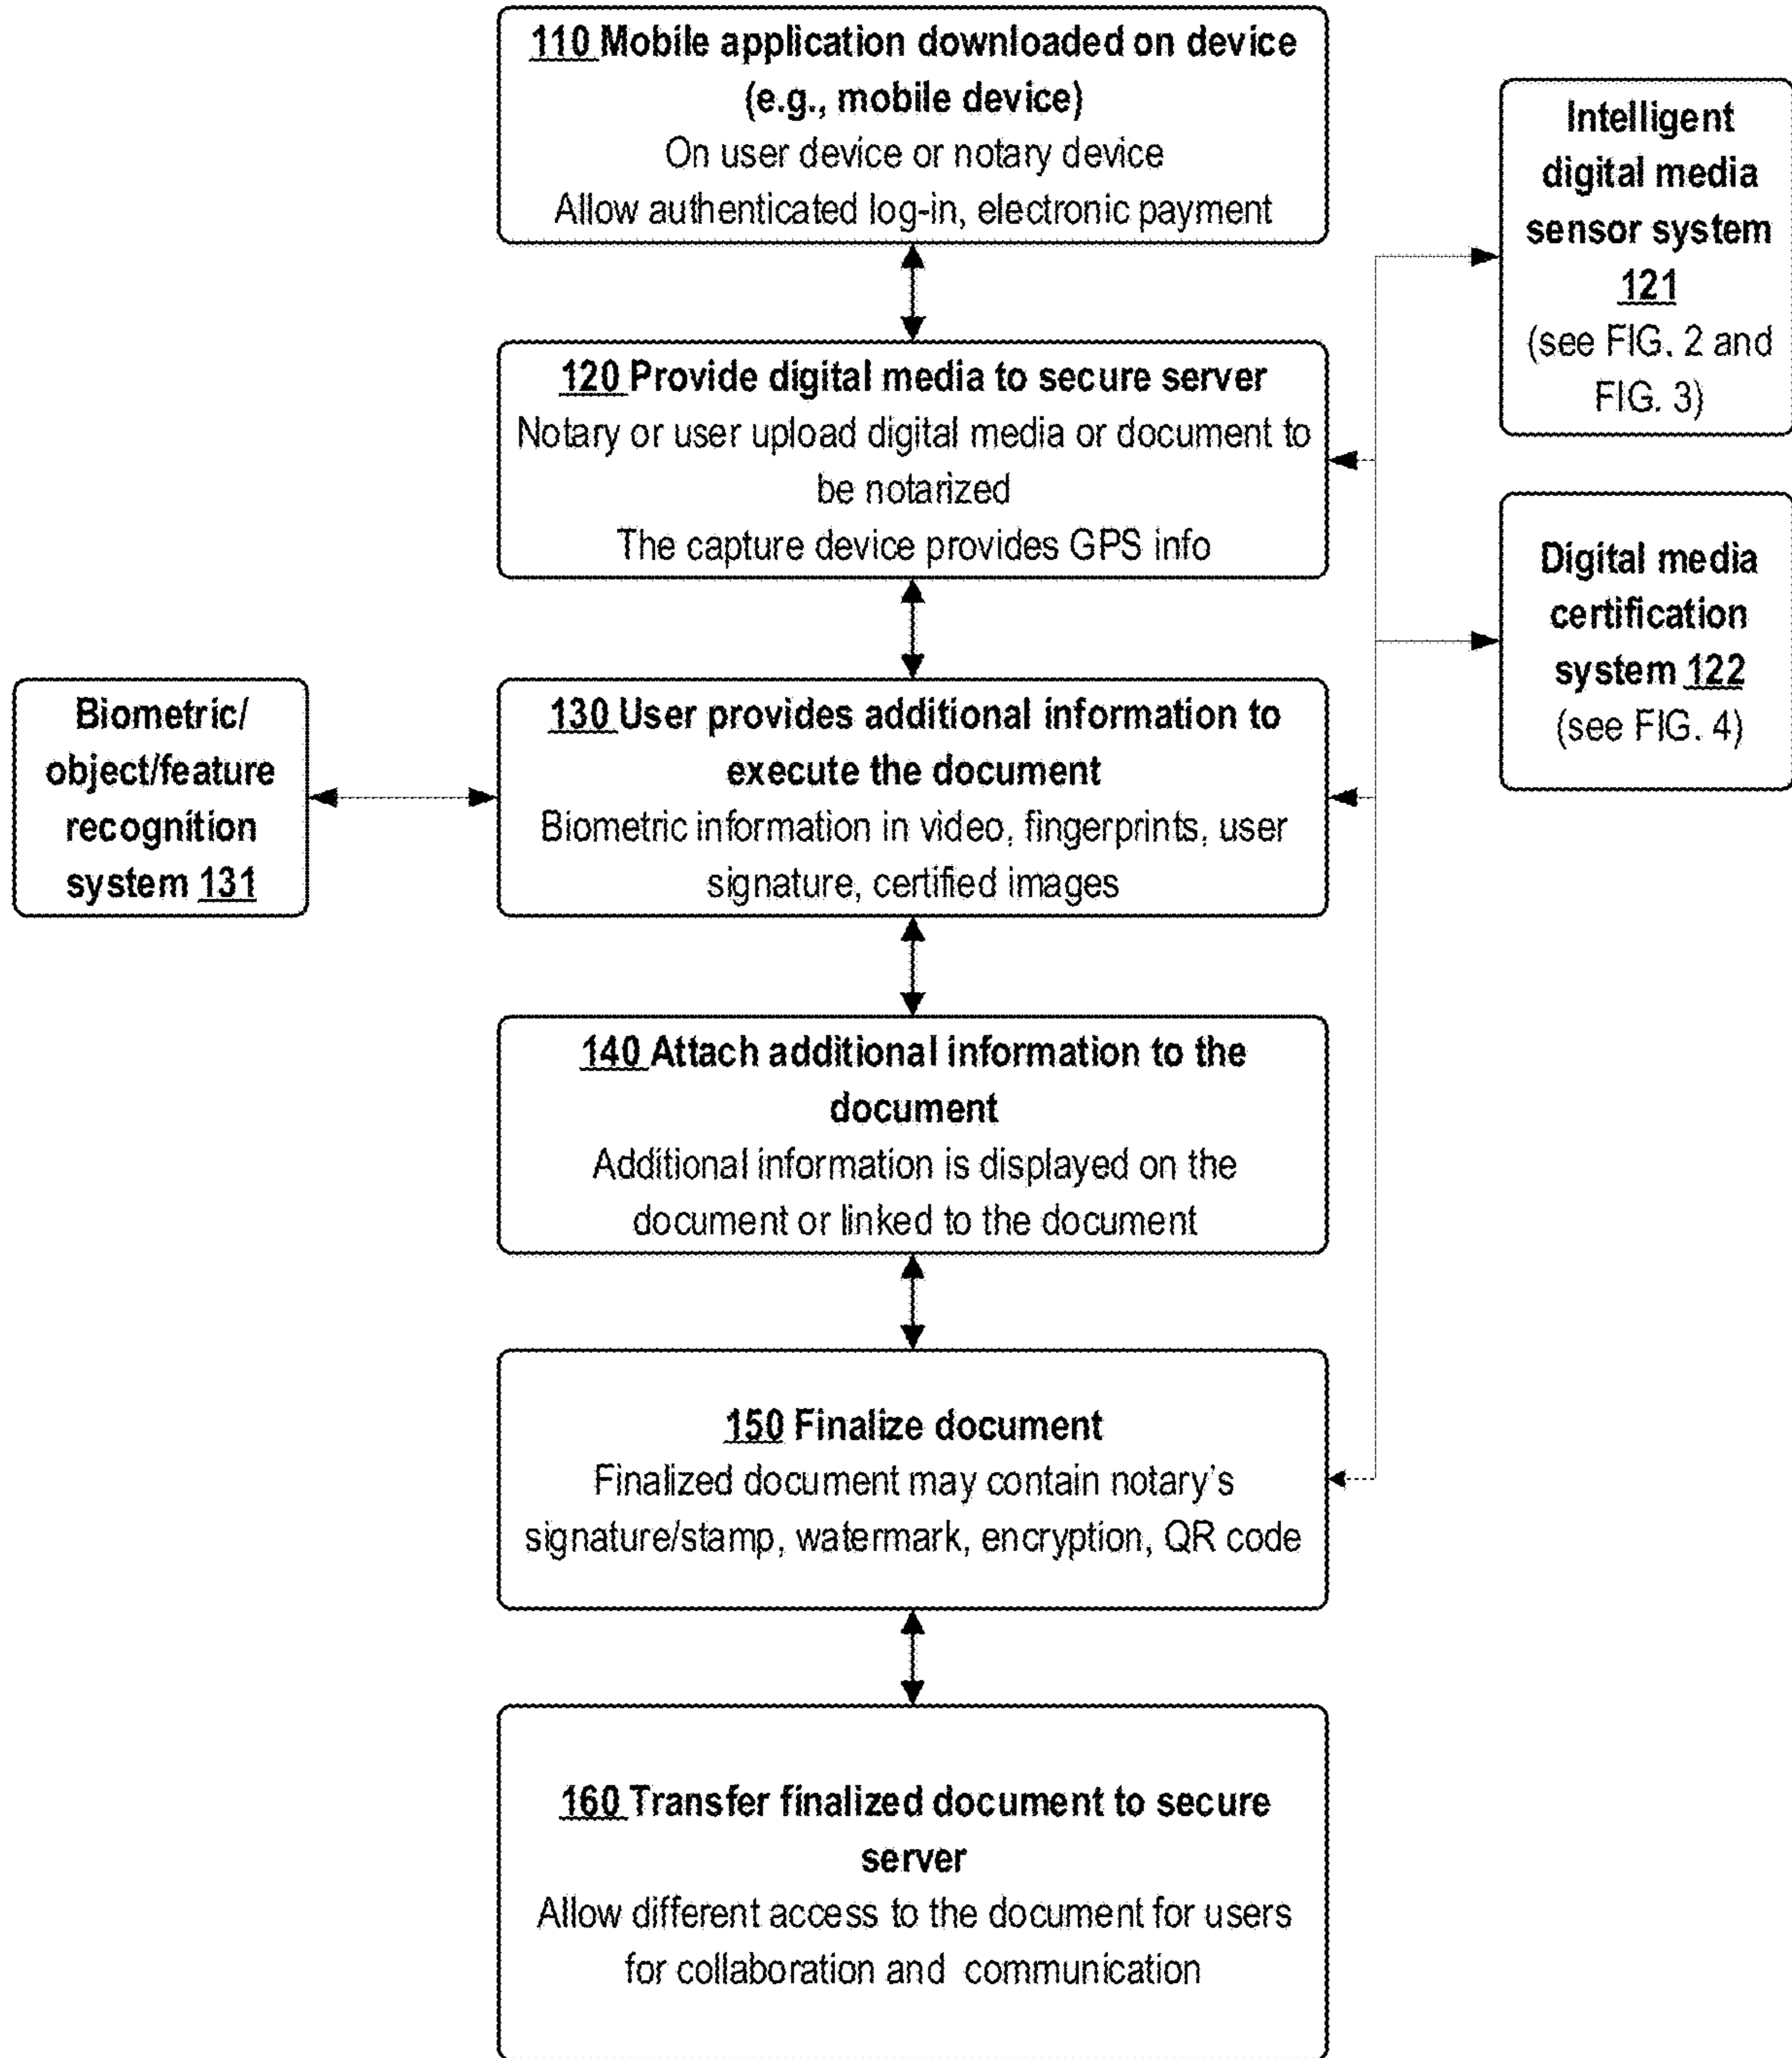 110 Mobile application downloaded on device
(e.g., mobile device)
On user device or notary device
Allow authenticated log-in, electronic payment
Intelligent
digital media
sensor system
121
(see FIG. 2 and
FIG. 3)
120 Provide digital media to secure server
Notary or user upload digital media or document to
be notarized
The capture device provides GPS info
Digital media
certification
system 122
(see FIG. 4)
Biometric/
object/feature
recognition
system 131
130 User provides additional information to
execute the document
Biometric information in video, fingerprints, user
signature, certified images
140 Attach additional information to the
document
Additional information is displayed on the
document or linked to the document
150 Finalize document
Finalized document may contain notary's
signature/stamp, watermark, encryption, QR code
160 Transfer finalized document to secure
server
Allow different access to the document for users
for collaboration and communication